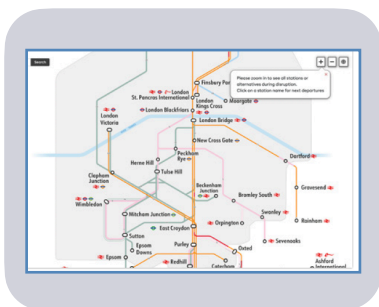 Search
Please zoom in to see all stations or
alternatives during disruption.
Click on a station name for next departures
Finsbury Par
London
St. Pancras International
London
Kings Cross
Moorgate
London Blackfriars
London
Victoria
London Bridge
New Cross Gate
Peckham
Rye
Herne Hill
Tulse Hill
Dartford
Clapham
Junction
Beckenham
Junction
Gravesend
Bromley South
Wimbledon
Mitcham Junction
Swanley
Rainham
Orpington
East Croydon
Sutton
Sevenoaks
Epsom
Downs
Purley
Oxted
Epsom
Redhill
Caterham
Ashford
International